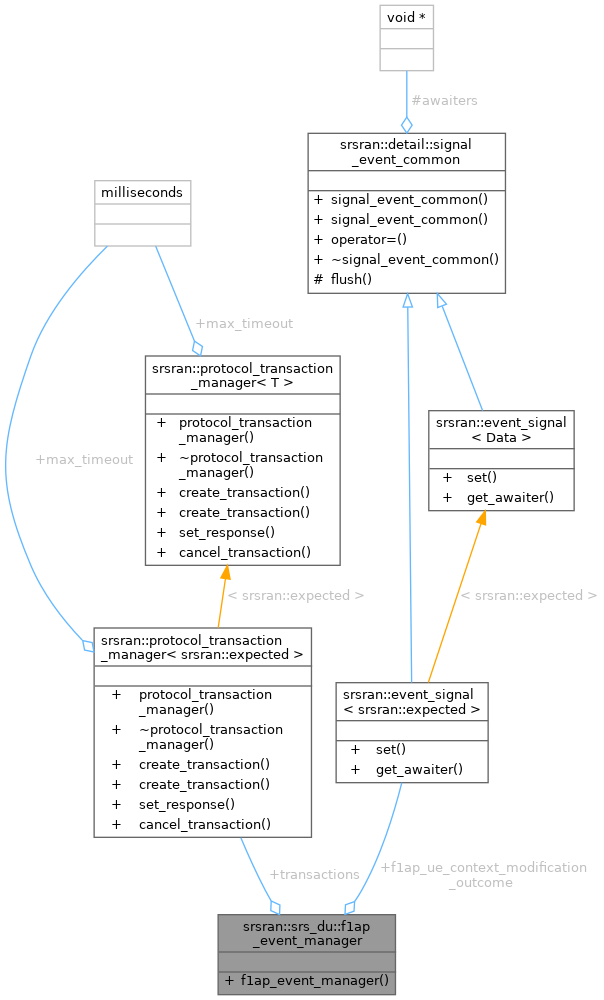 void *
#awaiters
srsran::detail::signal
_event_common
+ signal_event_common()
+ signal_event_common()
+ operator=()
+ ~signal_event_common()
# flush()
milliseconds
+max_timeout
srsran::protocol_transaction
_manager< T >
+ protocol_transaction
_manager()
+ ~protocol_transaction
_manager()
+ create_transaction()
+ create_transaction()
+ set_response()
+ cancel_transaction()
srsran::event_signal
< Data >
+ set()
+ get_awaiter()
+max_timeout
< srsran::expected >
< srsran::expected >
srsran::protocol_transaction
_manager< srsran::expected >
+ protocol_transaction
_manager()
+ ~protocol_transaction
_manager()
+ create_transaction()
+ create_transaction()
+ set_response()
+ cancel_transaction()
srsran::event_signal
< srsran::expected >
+ set()
+ get_awaiter()
+transactions
+f1ap_ue_context_modification
_outcome
srsran::srs_du::f1ap
_event_manager
+ f1ap_event_manager()